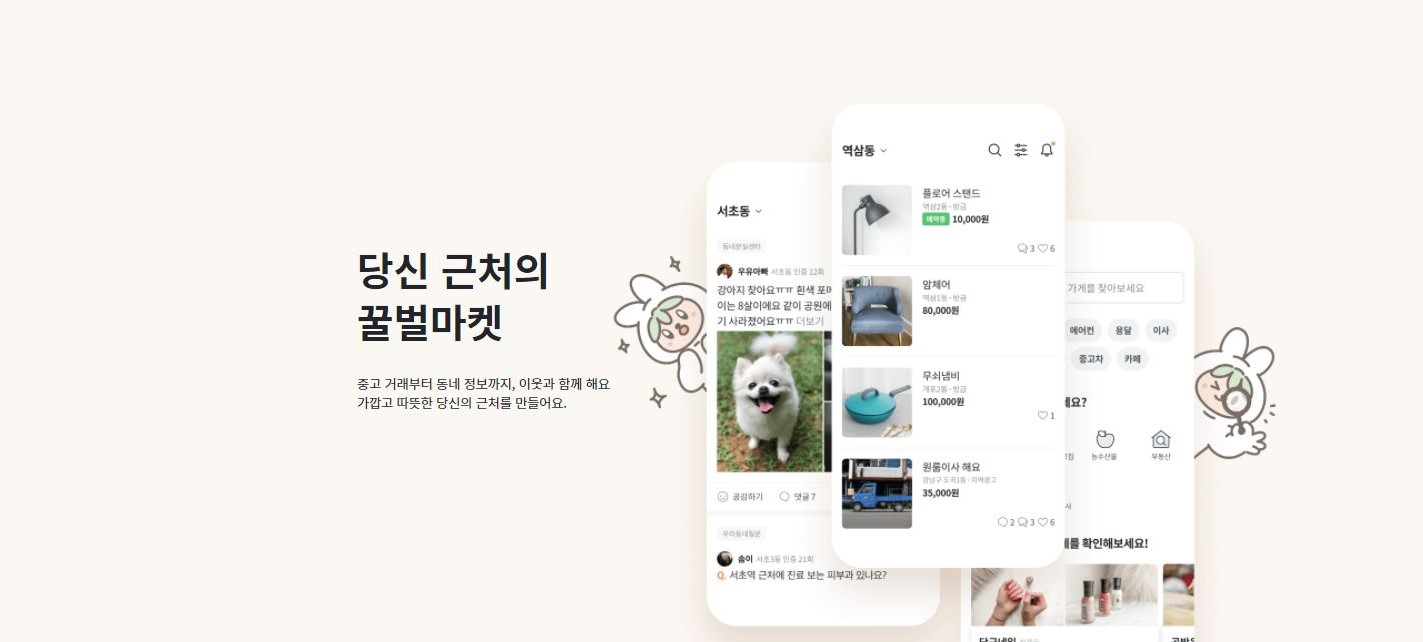 당신 근처의
꿀벌마켓
중고 거래부터 동네 정보까지, 이웃과 함께 해요
가깝고 따뜻한 당신의 근처를 만들어요.
서초동
동네분실센터
우유아빠 서초동 인증 12회
강아지 찾아요ㅠㅠ 흰색 포메
이는 8살이에요 같이 공원에
기 사라졌어요ㅠㅠ 더보기
공감하기 댓글 7
우리동네질문
솜이 서초3동 인증 21회
Q. 서초역 근처에 진료 보는 피부과 있나요?
역삼동
플로어 스탠드
역삼2동 · 방금
예약중 10,000원
3 6
암체어
역삼1동 · 방금
80,000원
무쇠냄비
개포2동 · 방금
100,000원
1
원룸이사 해요
강남구 도곡1동 · 지역광고
35,000원
2 3 6
가게를 찾아보세요
에어컨 용달 이사
중고차 카페
세요?
농수산물 부동산
사
를 확인해보세요!
당근네일